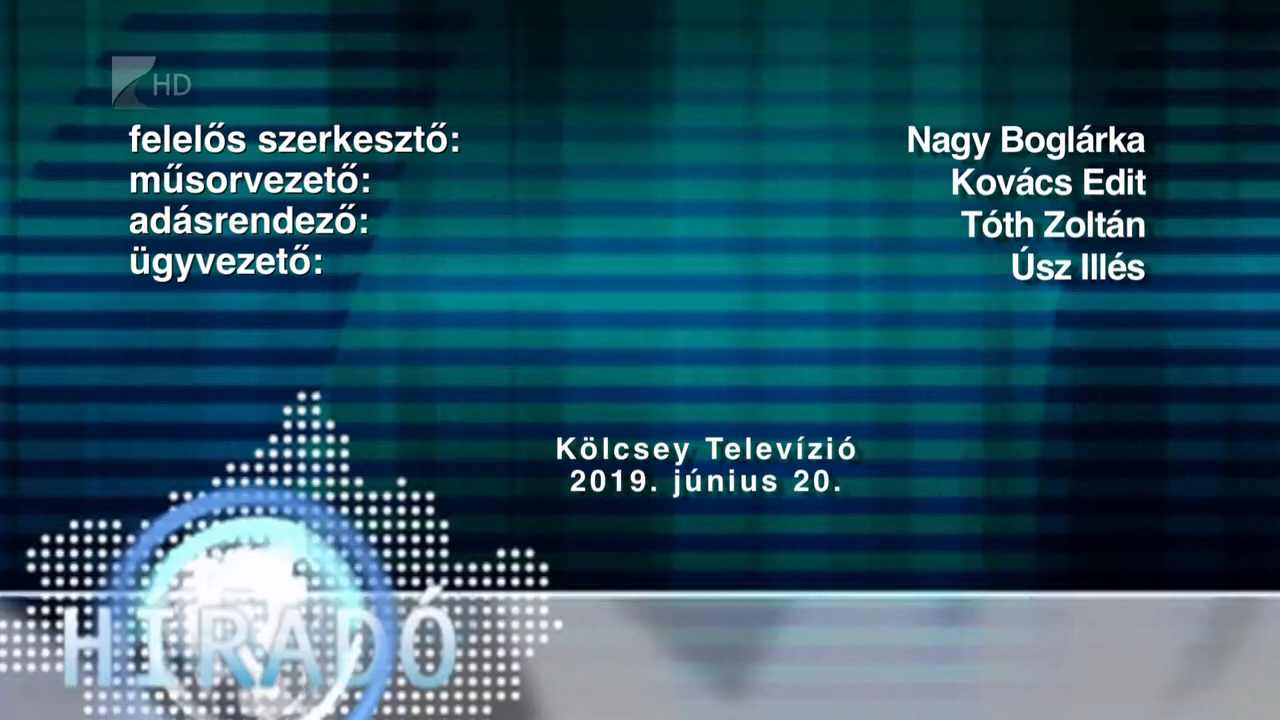 HD
felelős szerkesztő: Nagy Boglárka
műsorvezető: Kovács Edit
adásrendező: Tóth Zoltán
ügyvezető: Úsz Illés
Kölcsey Televízió
2019. június 20.
HÍRADÓ